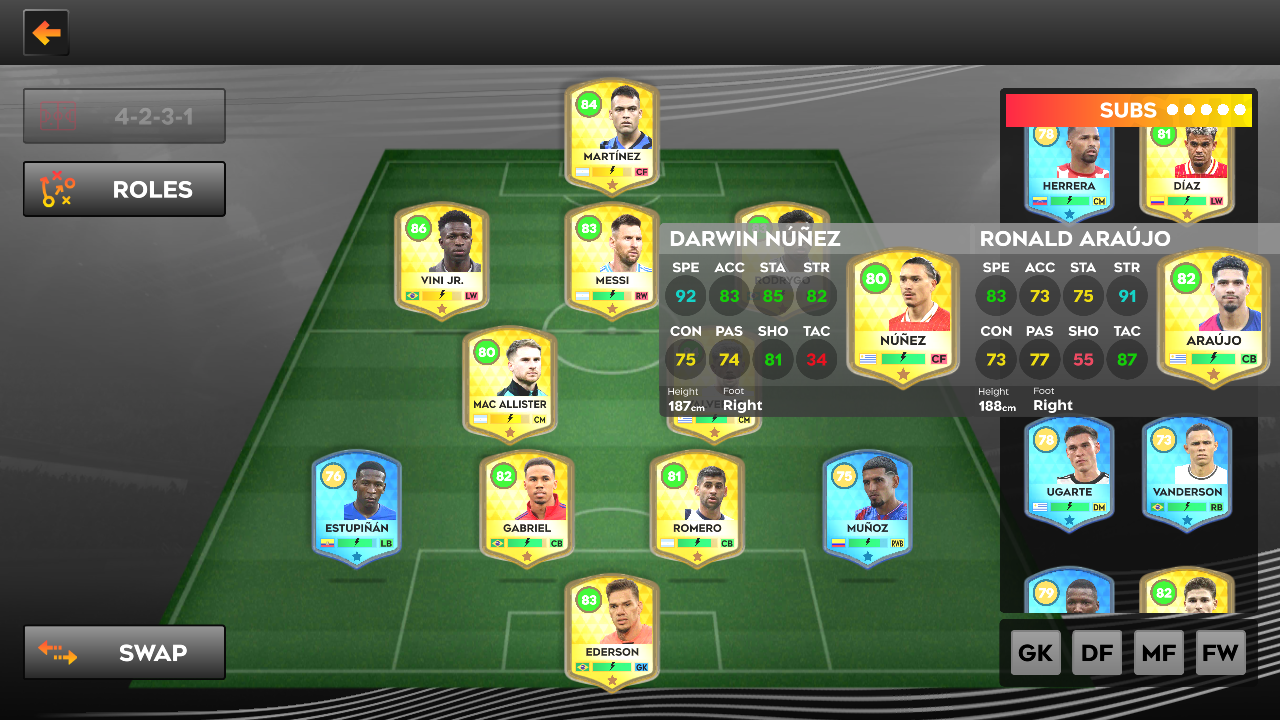 4-2-3-1
ROLES
SWAP
84
MARTÍNEZ
CF
86
VINI JR.
LW
83
MESSI
RW
RODRYGO
80
MAC ALLISTER
CM
CM
76
ESTUPIÑÁN
LB
82
GABRIEL
CB
81
ROMERO
CB
75
MUÑOZ
RWB
83
EDERSON
GK
SUBS
78
HERRERA
CM
81
DÍAZ
LW
DARWIN NÚÑEZ
SPE ACC STA STR
92 83 85 82
CON PAS SHO TAC
75 74 81 34
Height Foot
187cm Right
80
NÚÑEZ
CF
RONALD ARAÚJO
SPE ACC STA STR
83 73 75 91
CON PAS SHO TAC
73 77 55 87
Height Foot
188cm Right
82
ARAÚJO
CB
78
UGARTE
DM
73
VANDERSON
RB
79
82
GK DF MF FW